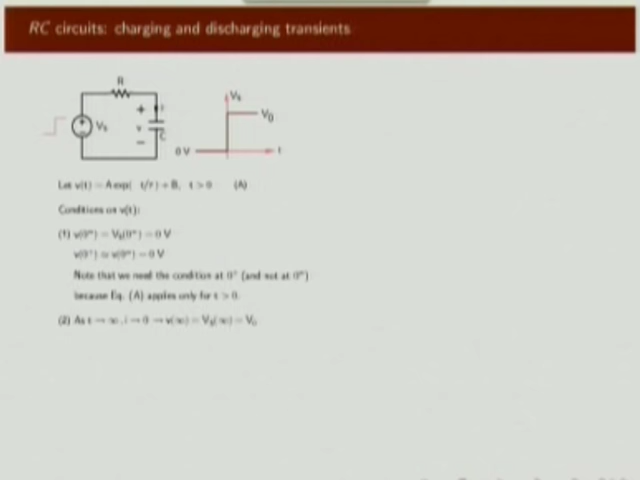 RC circuits: charging and discharging transients
R
Vs
V0
+
Vs
v
C
i
−
0 V
t
Let v(t) = A exp(−t/τ) + B, t > 0 (A)
Conditions on v(t):
(1) v(0⁻) = Vs(0⁻) = 0 V
v(0⁺) ≃ v(0⁻) = 0 V
Note that we need the condition at 0⁺ (and not at 0⁻)
because Eq. (A) applies only for t > 0.
(2) As t → ∞, i → 0 → v(∞) = Vs(∞) = V0